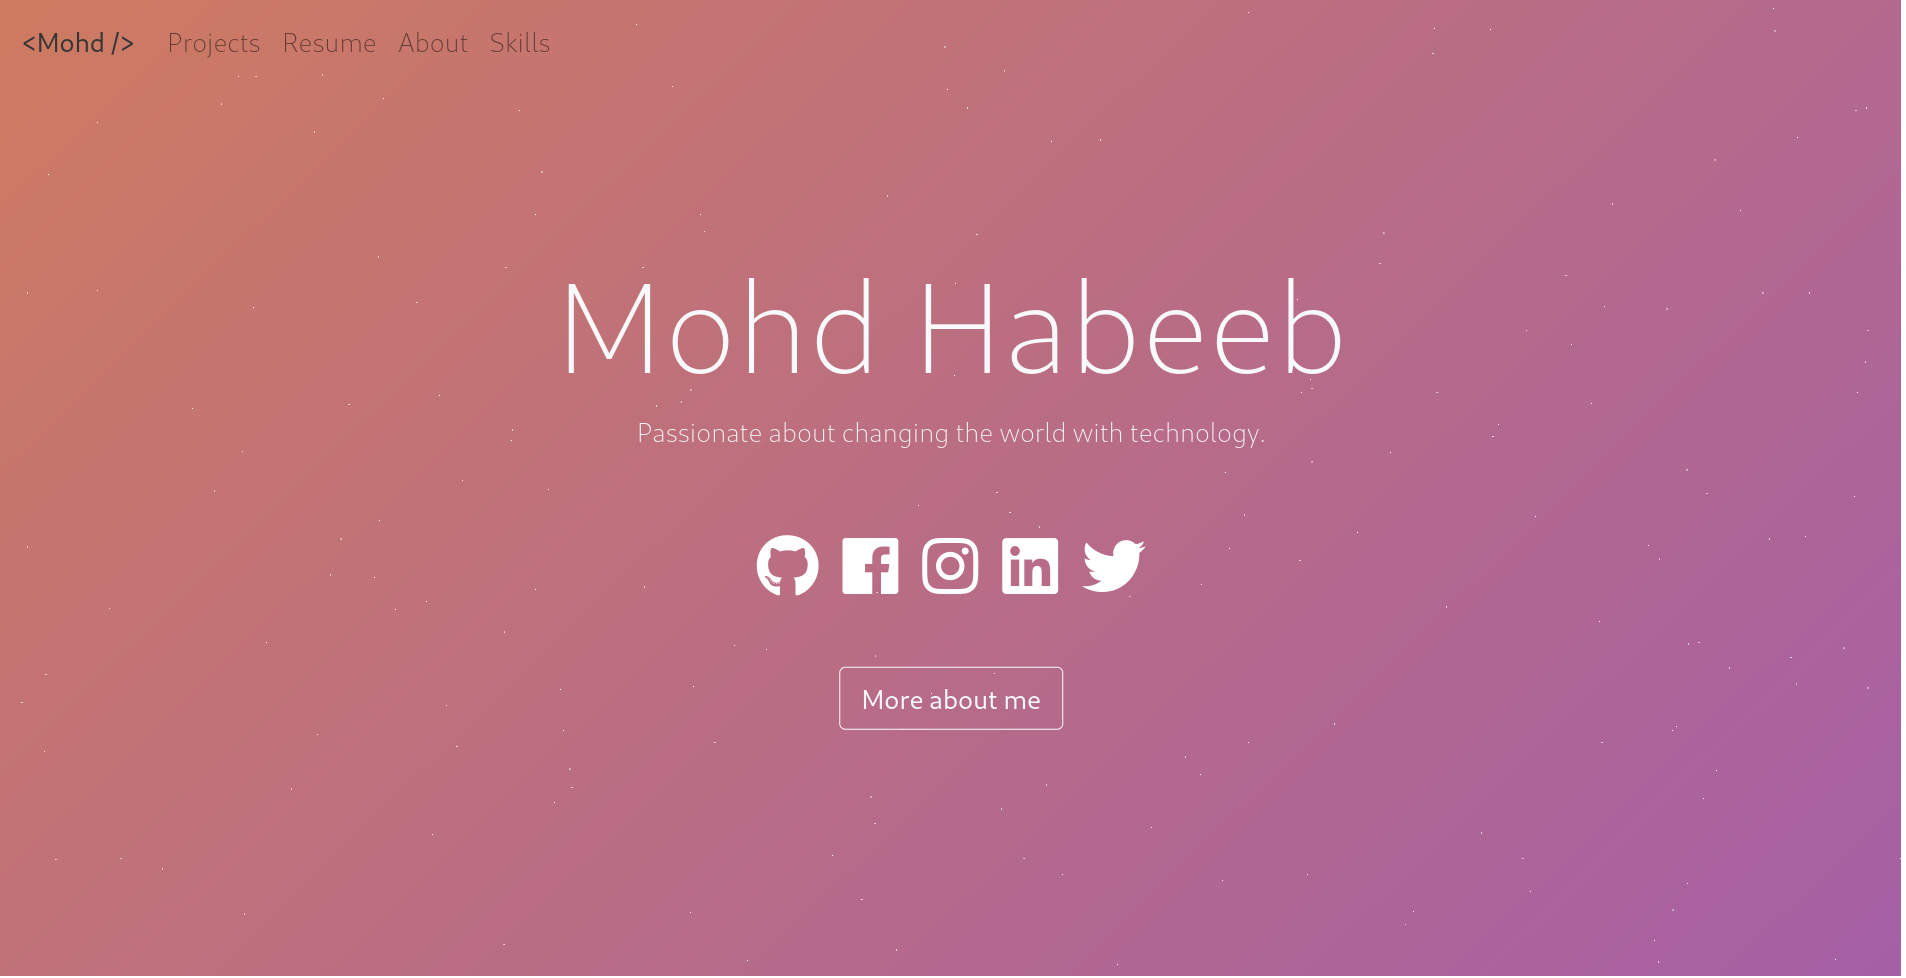 <Mohd /> Projects Resume About Skills
Mohd Habeeb
Passionate about changing the world with technology.
More about me